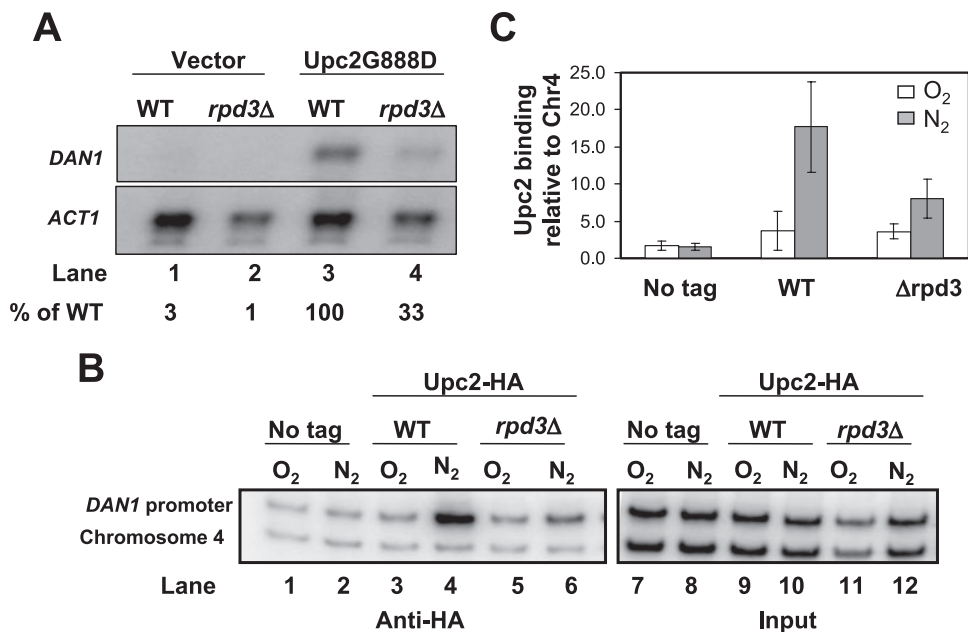 A
Vector Upc2G888D
WT rpd3Δ WT rpd3Δ
DAN1
ACT1
Lane 1 2 3 4
% of WT 3 1 100 33
C
Upc2 binding
relative to Chr4
25.0
20.0
15.0
10.0
5.0
0.0
O₂
N₂
No tag WT Δrpd3
B
Upc2-HA Upc2-HA
No tag WT rpd3Δ No tag WT rpd3Δ
O₂ N₂ O₂ N₂ O₂ N₂ O₂ N₂ O₂ N₂ O₂ N₂
DAN1 promoter
Chromosome 4
Lane 1 2 3 4 5 6 7 8 9 10 11 12
Anti-HA Input